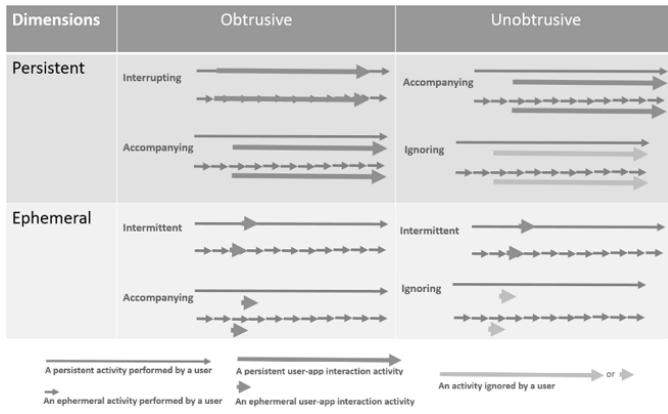 Dimensions Obtrusive Unobtrusive
Persistent
Interrupting
Accompanying
Accompanying
Ignoring
Ephemeral
Intermittent
Intermittent
Accompanying
Ignoring
A persistent activity performed by a user
A persistent user-app interaction activity
or
An activity ignored by a user
An ephemeral activity performed by a user
An ephemeral user-app interaction activity